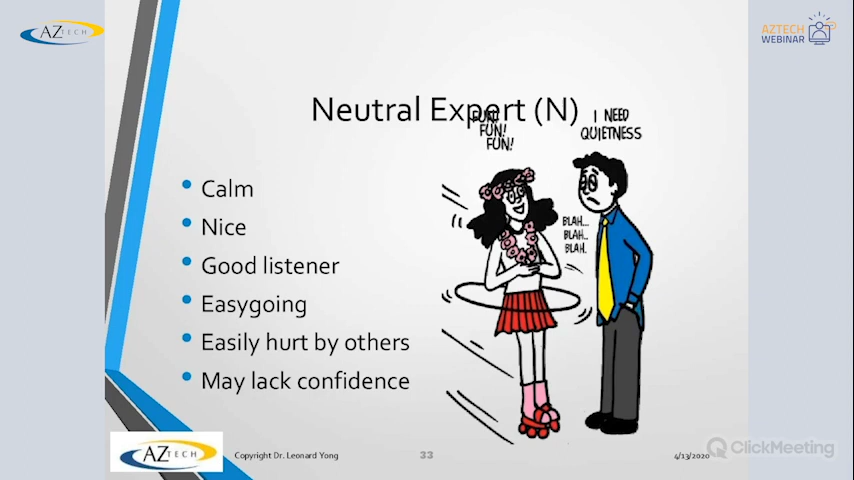 AZTECH
AZTECH
WEBINAR
Neutral Expert (N)
FUN!
FUN!
FUN!
I NEED
QUIETNESS
BLAH...
BLAH..
BLAH.
• Calm
• Nice
• Good listener
• Easygoing
• Easily hurt by others
• May lack confidence
AZTECH
Copyright Dr. Leonard Yong
33
4/13/2020
ClickMeeting